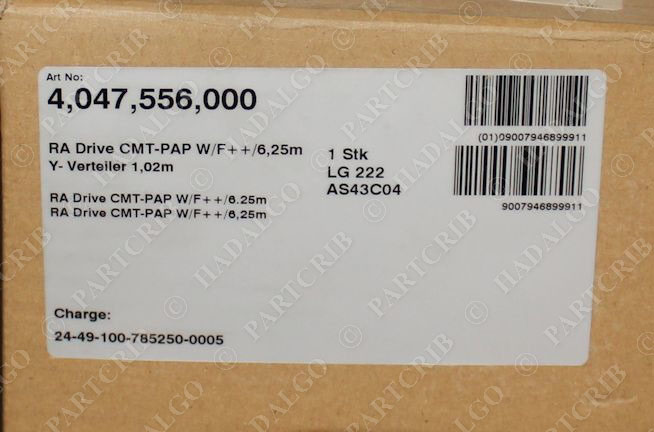 Art No:
4,047,556,000
(01)09007946899911
RA Drive CMT-PAP W/F++/6,25m
Y- Verteiler 1,02m
1 Stk
LG 222
AS43C04
9007946899911
RA Drive CMT-PAP W/F++/6.25m
RA Drive CMT-PAP W/F++/6,25m
Charge:
24-49-100-785250-0005
© HADALGO
© PARTCRIB